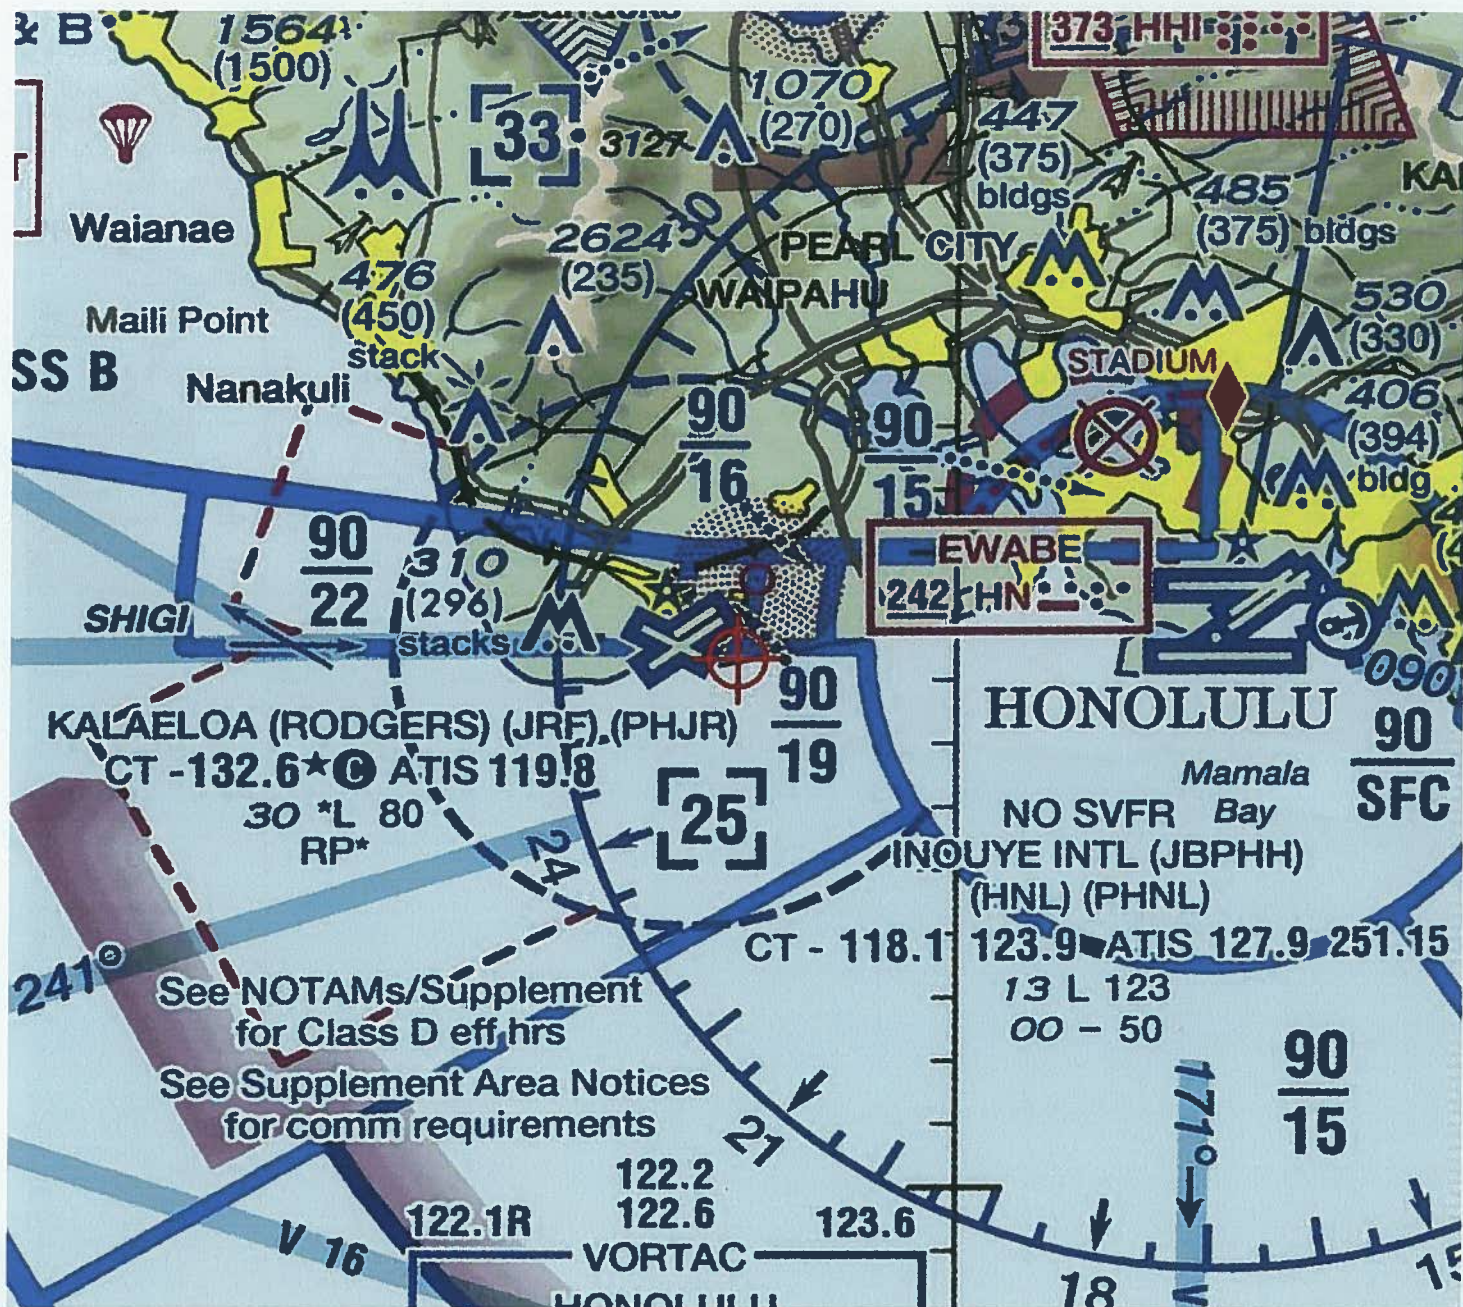 & B
1564
(1500)
373 HHI
33
3127
1070
(270)
447
(375)
bldgs
485
(375) bldgs
Waianae
2624
(235)
30
PEARL CITY
WAIPAHU
476
(450)
stack
Maili Point
SS B
Nanakuli
530
(330)
STADIUM
406
(394)
bldg
90
16
90
15
90
22
310
(296)
stacks
SHIGI
EWABE
242 HN
090
HONOLULU
90
19
90
SFC
KALAELOA (RODGERS) (JRF) (PHJR)
CT - 132.6★C ATIS 119.8
30 *L 80
RP*
25
24
Mamala
Bay
NO SVFR
INOUYE INTL (JBPHH)
(HNL) (PHNL)
CT - 118.1 123.9 ATIS 127.9 251.15
13 L 123
00 - 50
241°
See NOTAMs/Supplement
for Class D eff hrs
See Supplement Area Notices
for comm requirements
21
171°
90
15
122.2
122.6
122.1R
123.6
V 16
VORTAC
HONOLULU
18
15
V